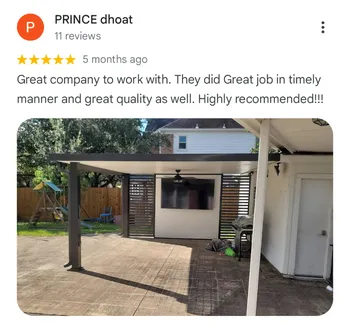 P
PRINCE dhoat
11 reviews
5 months ago
Great company to work with. They did Great job in timely
manner and great quality as well. Highly recommended!!!